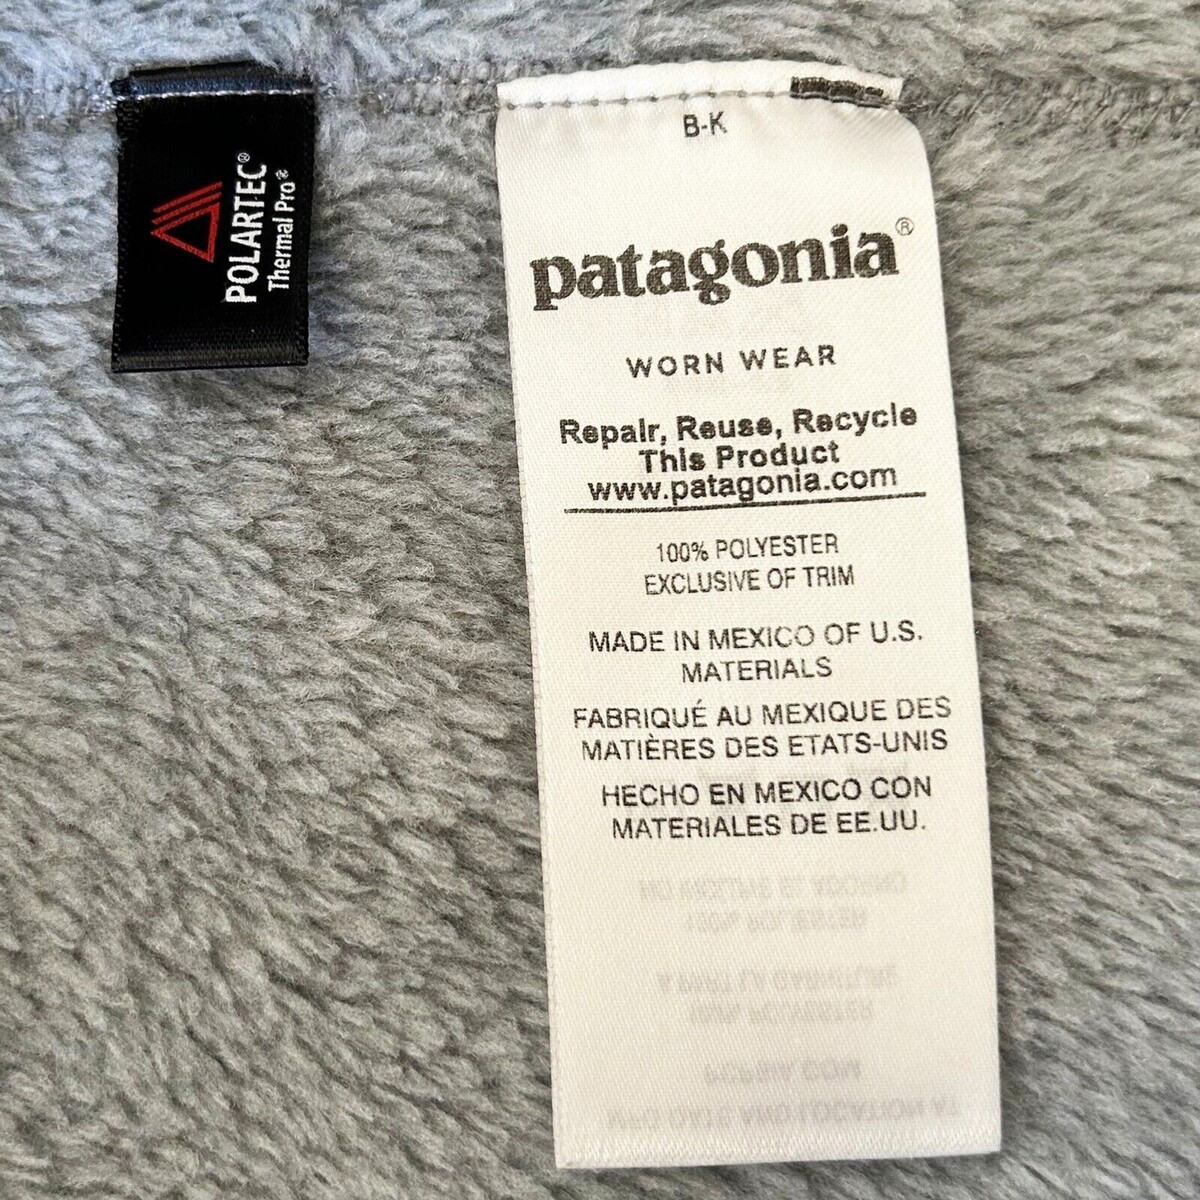 POLARTEC®
Thermal Pro®
B-K
patagonia®
WORN WEAR
Repair, Reuse, Recycle
This Product
www.patagonia.com
100% POLYESTER
EXCLUSIVE OF TRIM
MADE IN MEXICO OF U.S.
MATERIALS
FABRIQUÉ AU MEXIQUE DES
MATIÈRES DES ETATS-UNIS
HECHO EN MEXICO CON
MATERIALES DE EE.UU.